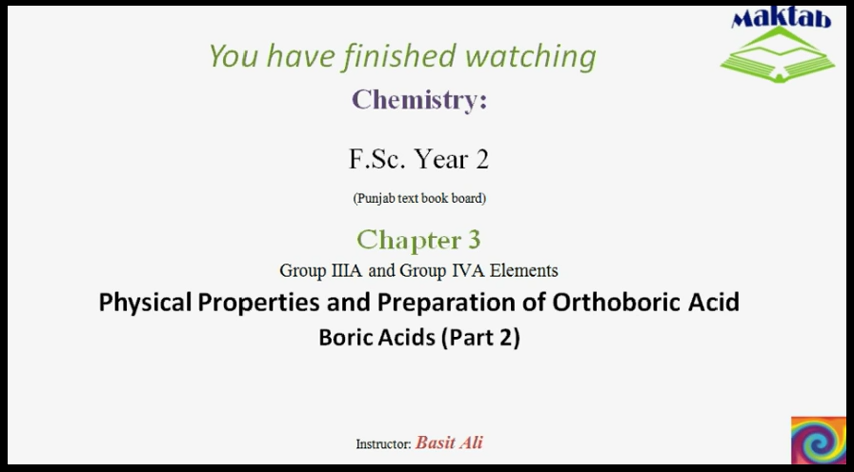 Maktab
You have finished watching
Chemistry:
F.Sc. Year 2
(Punjab text book board)
Chapter 3
Group IIIA and Group IVA Elements
Physical Properties and Preparation of Orthoboric Acid
Boric Acids (Part 2)
Instructor: Basit Ali